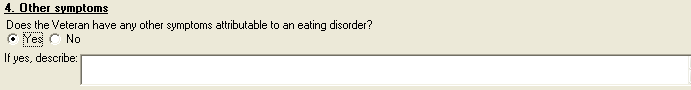 4. Other symptoms
Does the Veteran have any other symptoms attributable to an eating disorder?
Yes No
If yes, describe: